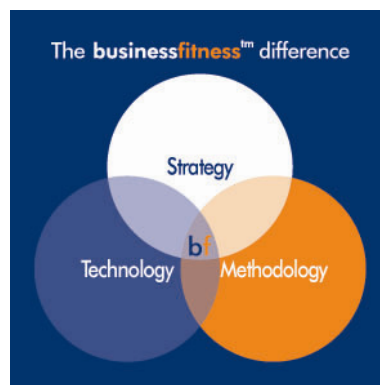 The businessfitness™ difference
Strategy
bf
Technology
Methodology